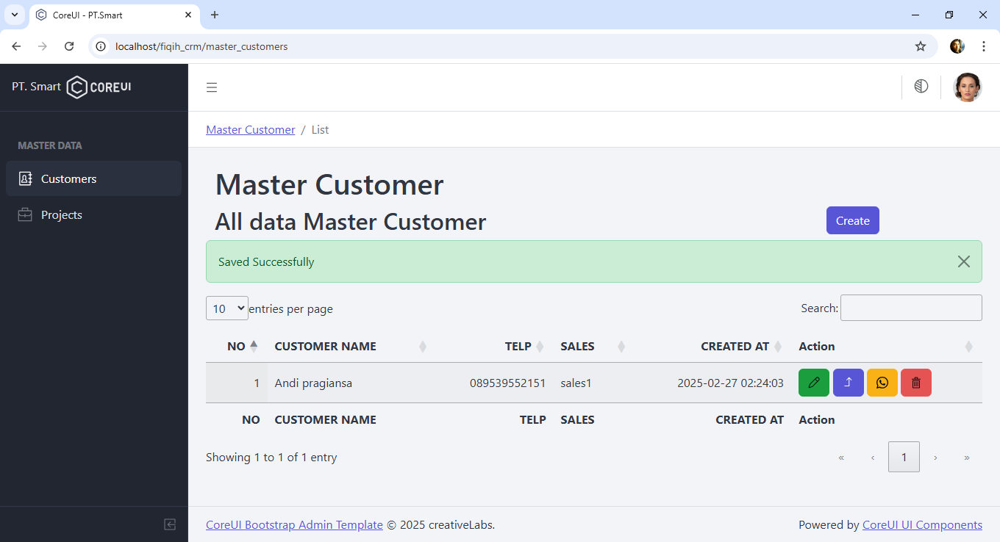 CoreUI - PT.Smart
localhost/fiqih_crm/master_customers
PT. Smart COREUI
Master Customer / List
MASTER DATA
Customers
Projects
Master Customer
All data Master Customer
Create
Saved Successfully
10 entries per page
Search:
NO CUSTOMER NAME TELP SALES CREATED AT Action
1 Andi pragiansa 089539552151 sales1 2025-02-27 02:24:03
NO CUSTOMER NAME TELP SALES CREATED AT Action
Showing 1 to 1 of 1 entry
« ‹ 1 › »
CoreUI Bootstrap Admin Template © 2025 creativeLabs.
Powered by CoreUI UI Components